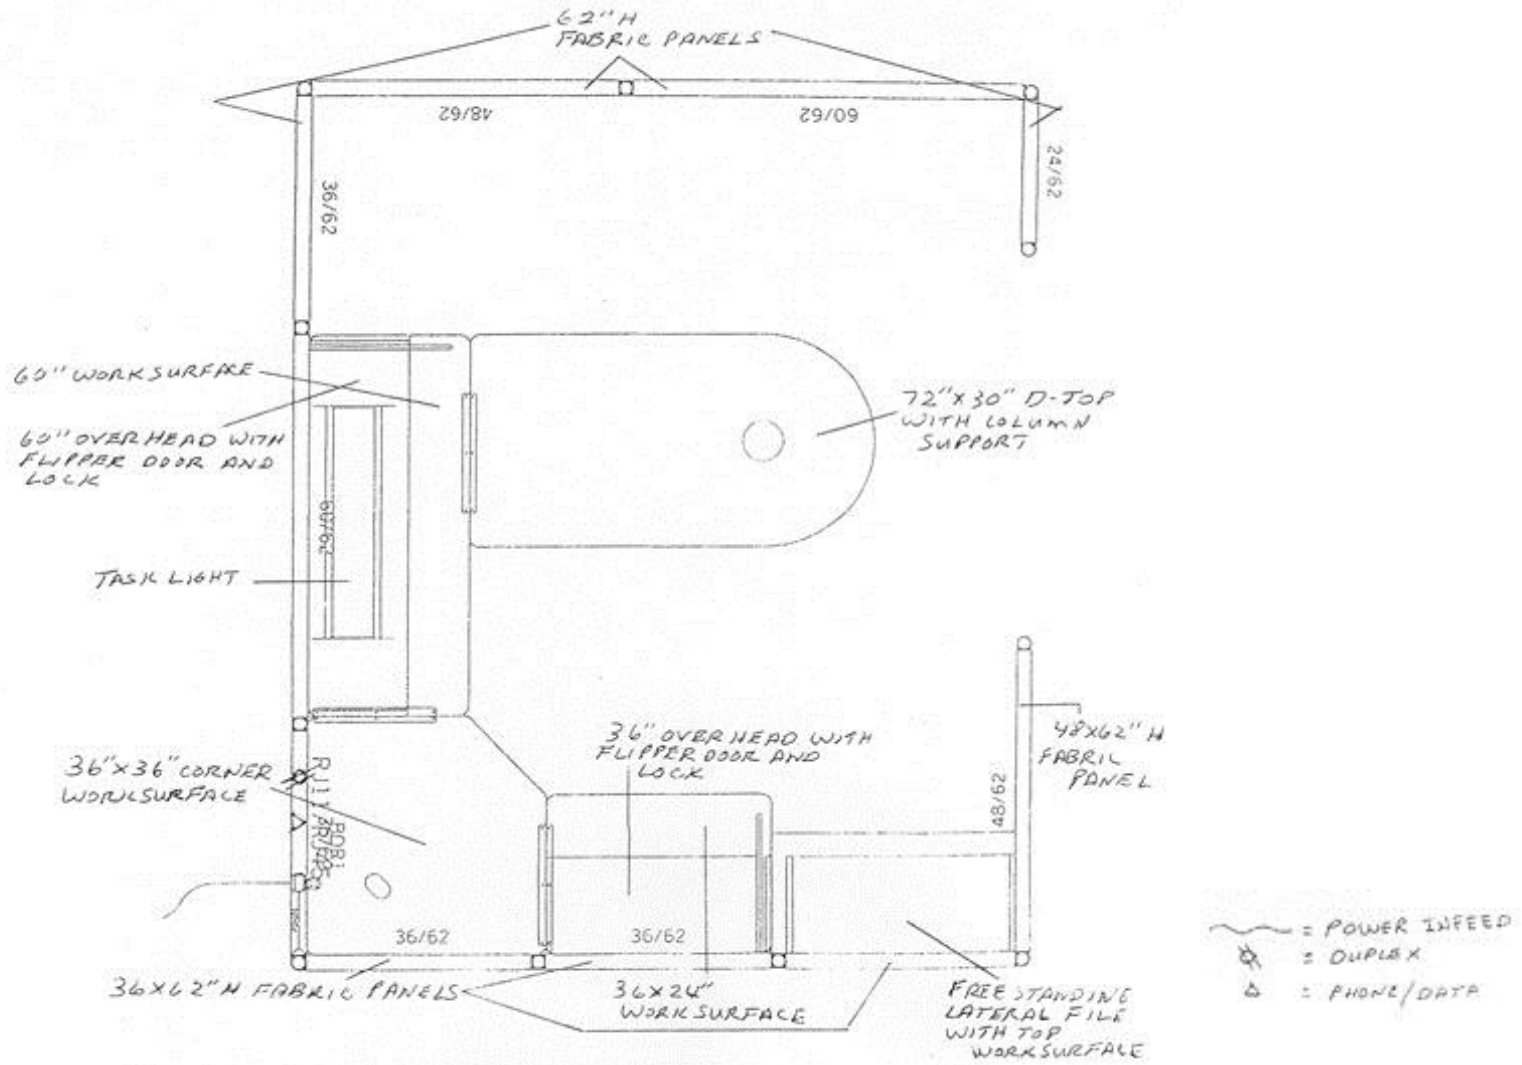 62"H
FABRIC PANELS
48/62
60/62
24/62
36/62
60" WORKSURFACE
60" OVERHEAD WITH
FLIPPER DOOR AND
LOCK
72"X30" D-TOP
WITH COLUMN
SUPPORT
60/62
TASK LIGHT
36"X36" CORNER
WORKSURFACE
36" OVERHEAD WITH
FLIPPER DOOR AND
LOCK
48X62" H
FABRIC
PANEL
48/62
36/62
36/62
36X62"H FABRIC PANELS
36X24"
WORKSURFACE
FREE STANDING
LATERAL FILE
WITH TOP
WORKSURFACE
= POWER INFEED
= DUPLEX
= PHONE/DATA